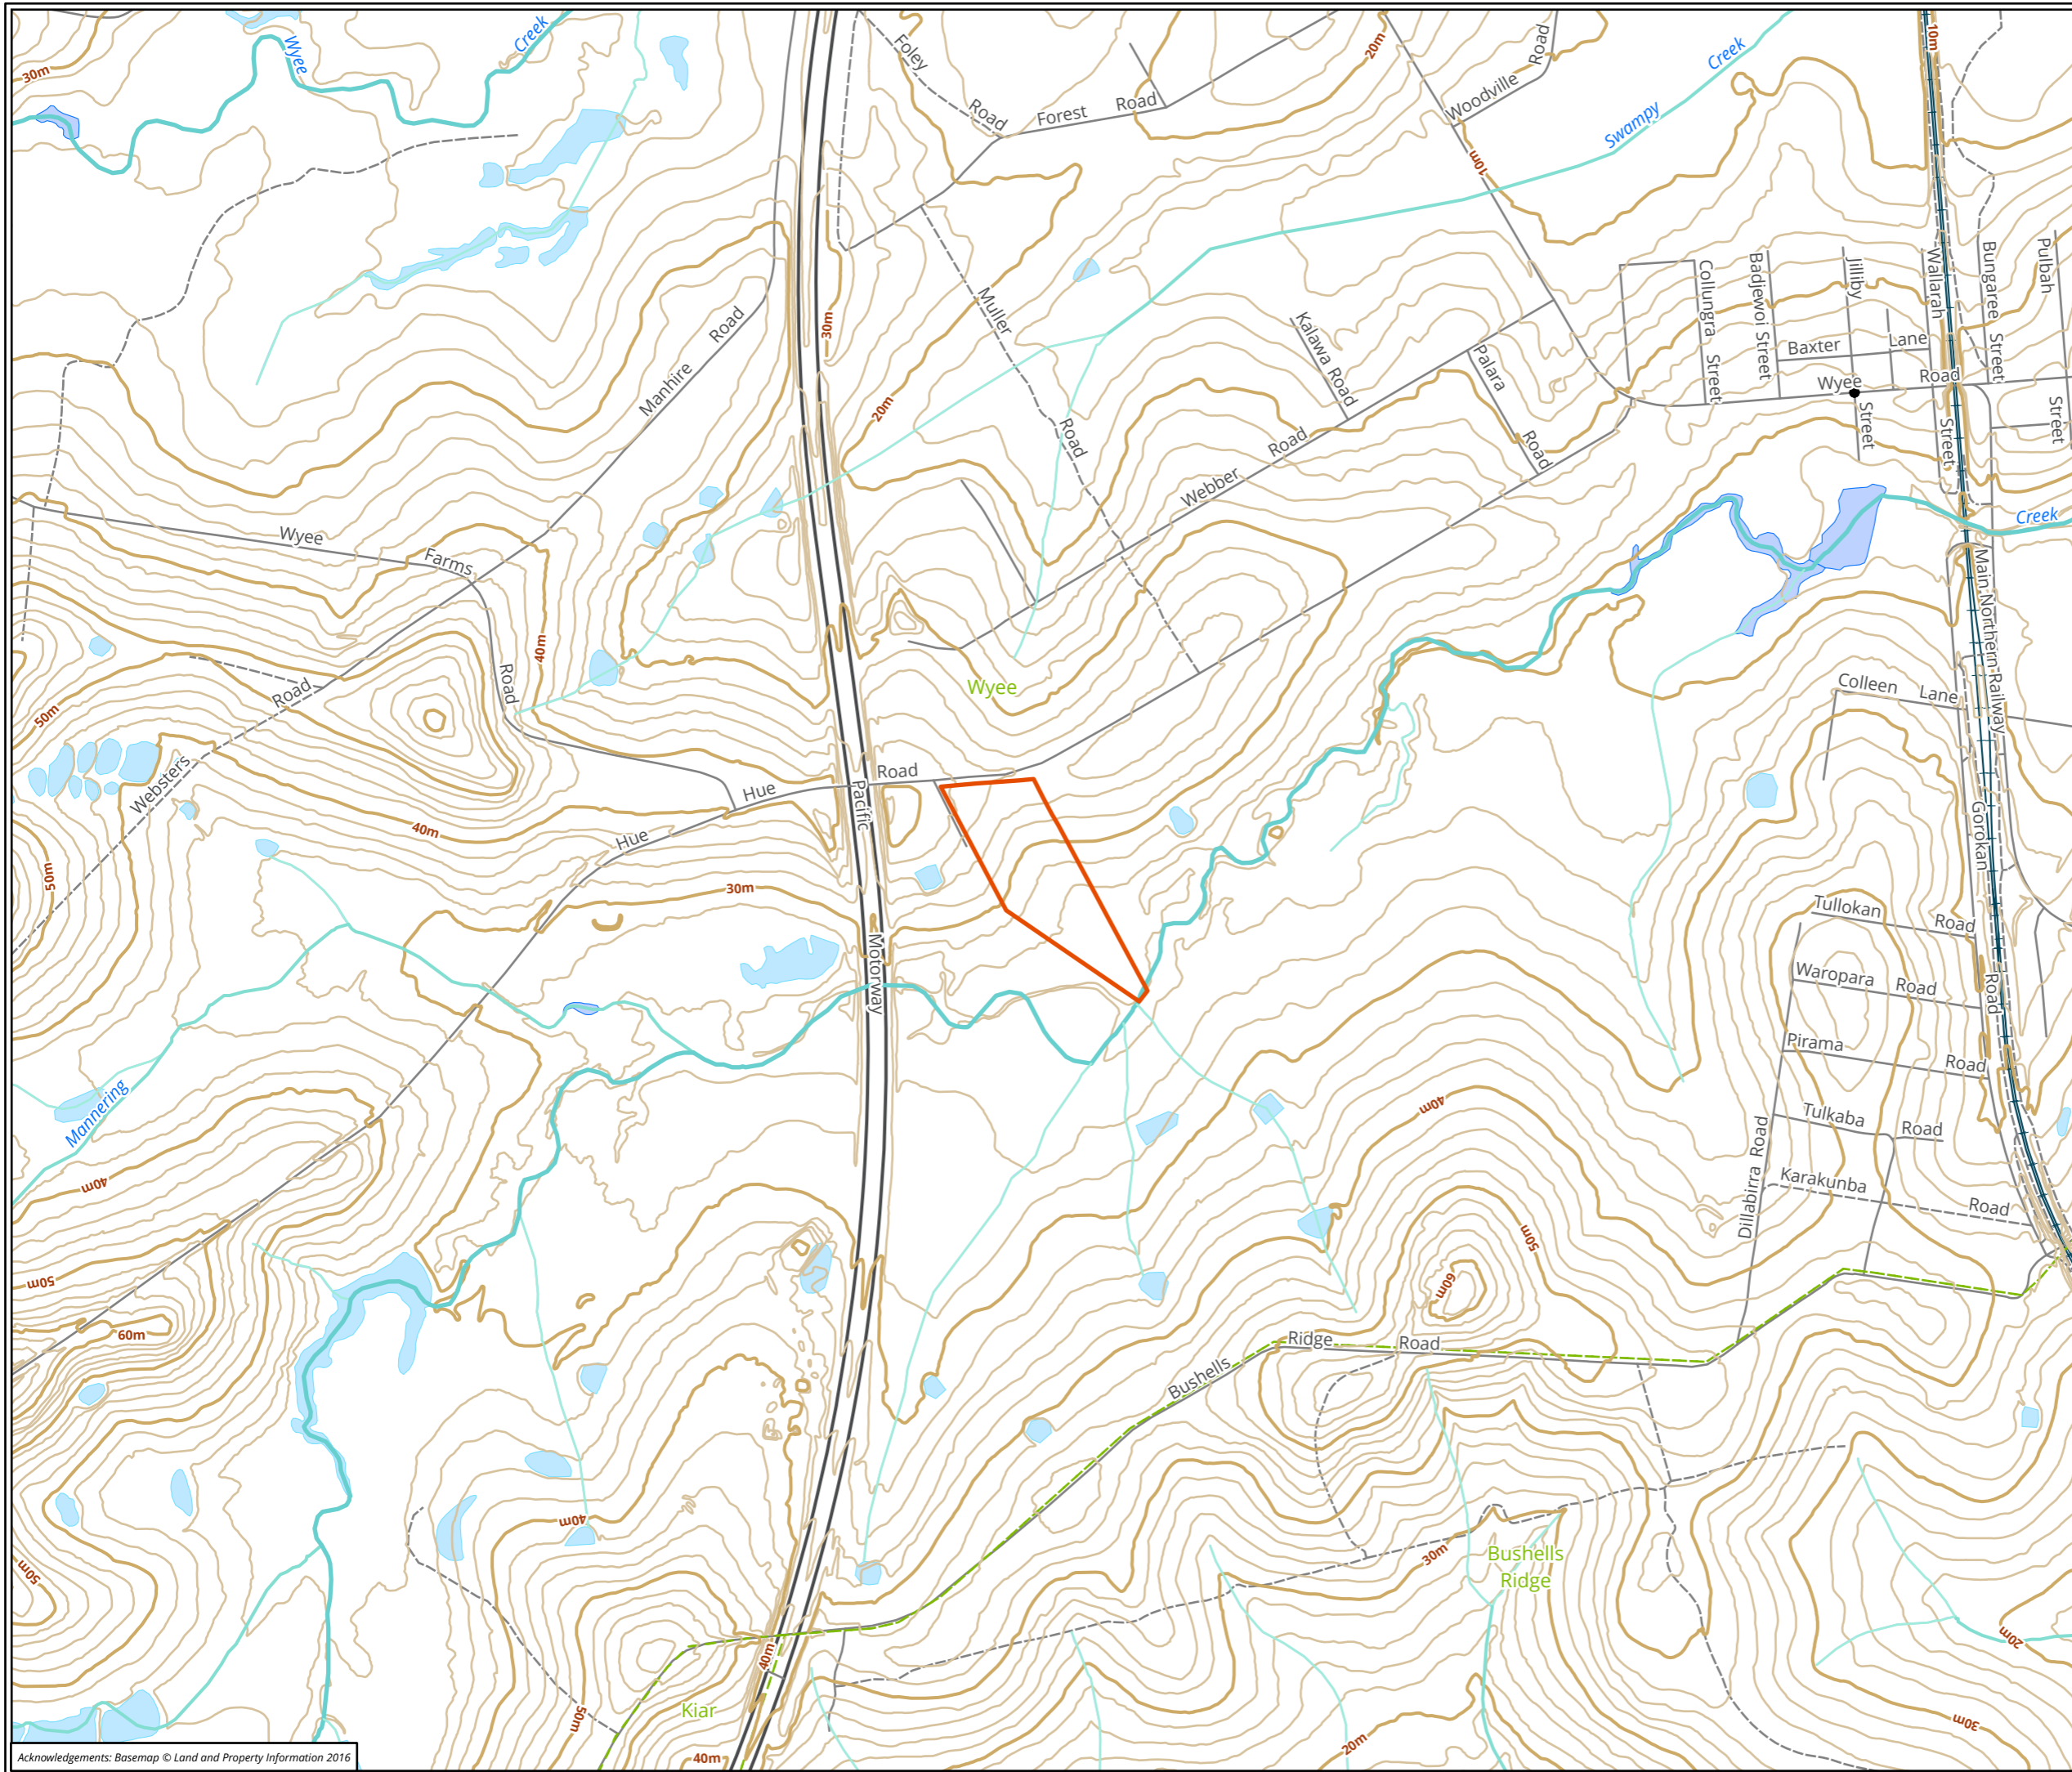 Wyee
Creek
30m
Foley
Road
Forest Road
20m
Woodville
Road
Creek
Swampy
10m
10m
Manhire
Road
30m
Muller
Road
20m
Kalawa Road
Palara
Road
Webber
Road
Collungra
Street
Badjewoi Street
Jilliby
Street
Wallarah
Street
Bungaree
Street
Pulbah
Street
Baxter Lane
Wyee Road
Creek
Wyee
Farms
Road
40m
Wyee
Road
50m
Websters
Main Northern Railway
Colleen Lane
Hue
Road
Hue
Pacific
Motorway
40m
50m
30m
Gorokan
Road
Tullokan
Road
Waropara
Road
Pirama
Road
Tulkaba
Road
Karakunba
Road
Dillabirra Road
Mannering
40m
40m
50m
60m
50m
60m
Bushells
Ridge
Road
40m
50m
30m
Bushells
Ridge
20m
40m
50m
Kiar
40m
20m
30m
Acknowledgements: Basemap © Land and Property Information 2016